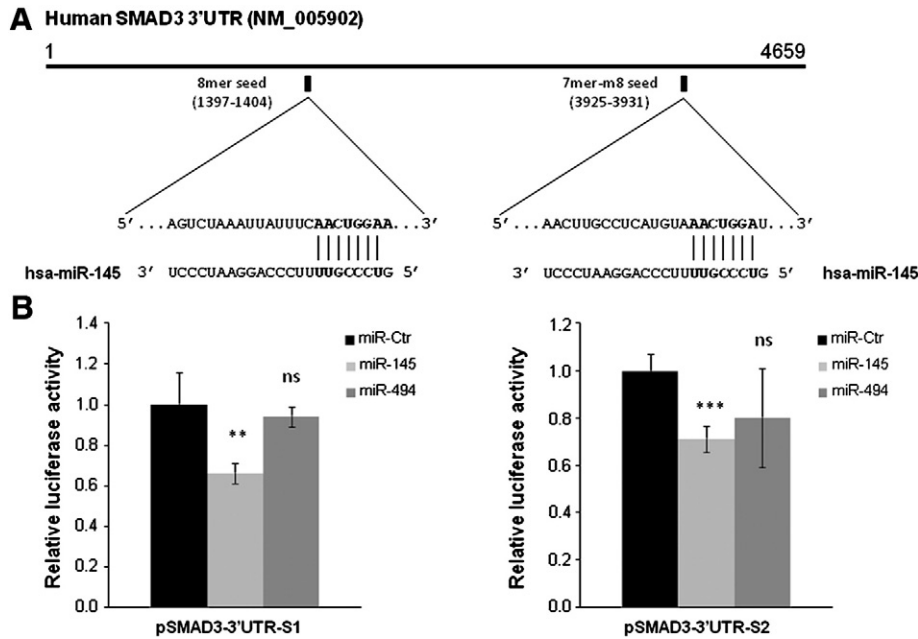 A Human SMAD3 3'UTR (NM_005902)
1 4659
8mer seed 7mer-m8 seed
(1397-1404) (3925-3931)
5' ...AGUCUAAAUUAUUUCAACUGGAA...3' 5' ...AACUUGCCUCAUGUAAACUGGAU...3'
hsa-miR-145 3' UCCCUAAGGACCCUUUUGCCCUG 5' 3' UCCCUAAGGACCCUUUUGCCCUG 5' hsa-miR-145
B
Relative luciferase activity
1.4
1.2
1.0
0.8
0.6
0.4
0.2
0.0
**
ns
miR-Ctr
miR-145
miR-494
pSMAD3-3'UTR-S1
Relative luciferase activity
1.2
1.0
0.8
0.6
0.4
0.2
0.0
***
ns
miR-Ctr
miR-145
miR-494
pSMAD3-3'UTR-S2